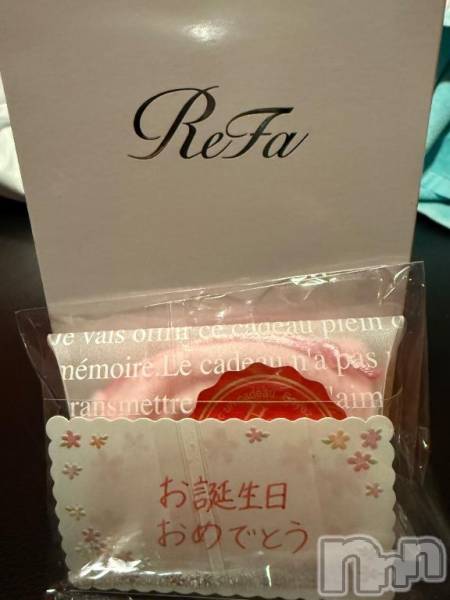 ReFa
Je vais offrir ce cadeau plein
mémoire.Le cadeau n'a pas
transmettre
l'aim
お誕生日
おめでとう